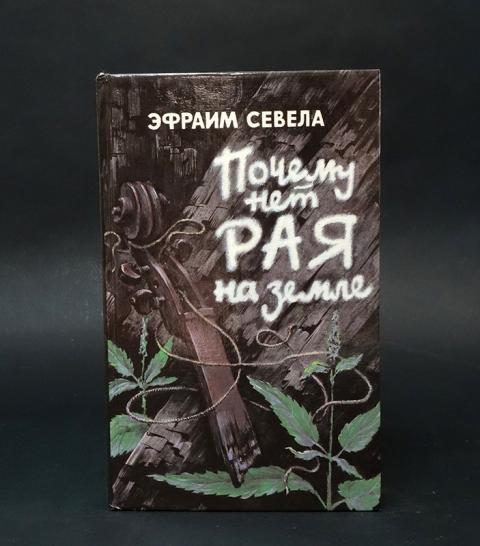 ЭФРАИМ СЕВЕЛА
Почему
нет
РАЯ
на земле